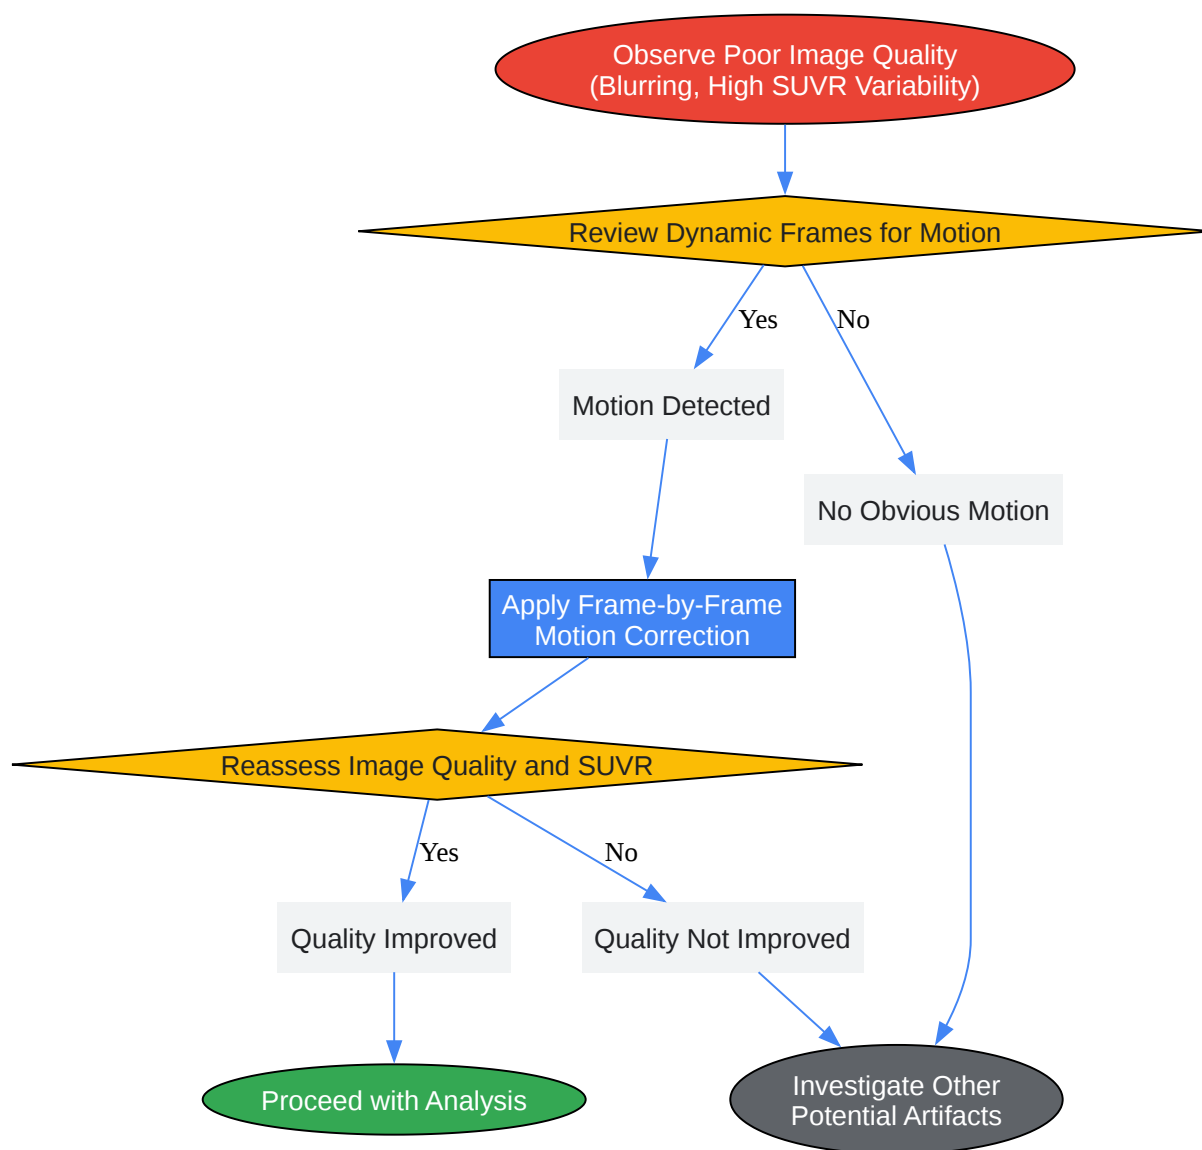 Observe Poor Image Quality
(Blurring, High SUVR Variability)
Review Dynamic Frames for Motion
Yes
No
Motion Detected
No Obvious Motion
Apply Frame-by-Frame
Motion Correction
Reassess Image Quality and SUVR
Yes
No
Quality Improved
Quality Not Improved
Proceed with Analysis
Investigate Other
Potential Artifacts